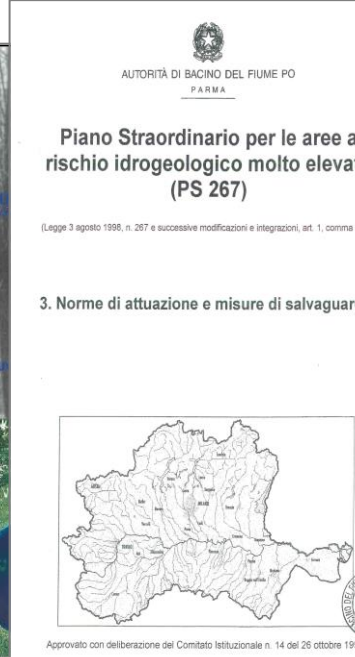 AUTORITÀ DI BACINO DEL FIUME PO
PARMA
Piano Straordinario per le aree a
rischio idrogeologico molto elevat
(PS 267)
(Legge 3 agosto 1998, n. 267 e successive modificazioni e integrazioni, art. 1, comma
3. Norme di attuazione e misure di salvaguar
Approvato con deliberazione del Comitato Istituzionale n. 14 del 26 ottobre 199